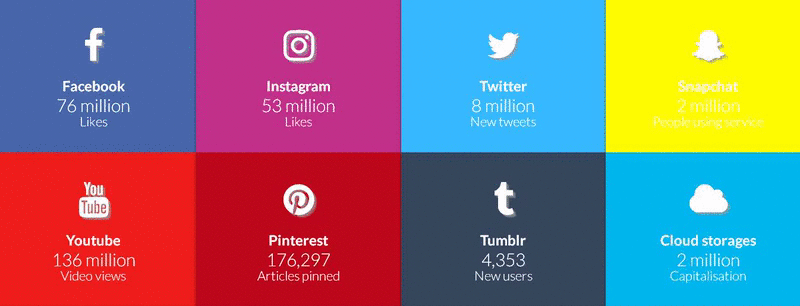 Facebook
76 million
Likes
Instagram
53 million
Likes
Twitter
8 million
New tweets
Snapchat
2 million
People using service
You
Tube
Youtube
136 million
Video views
Pinterest
176,297
Articles pinned
Tumblr
4,353
New users
Cloud storages
2 million
Capitalisation